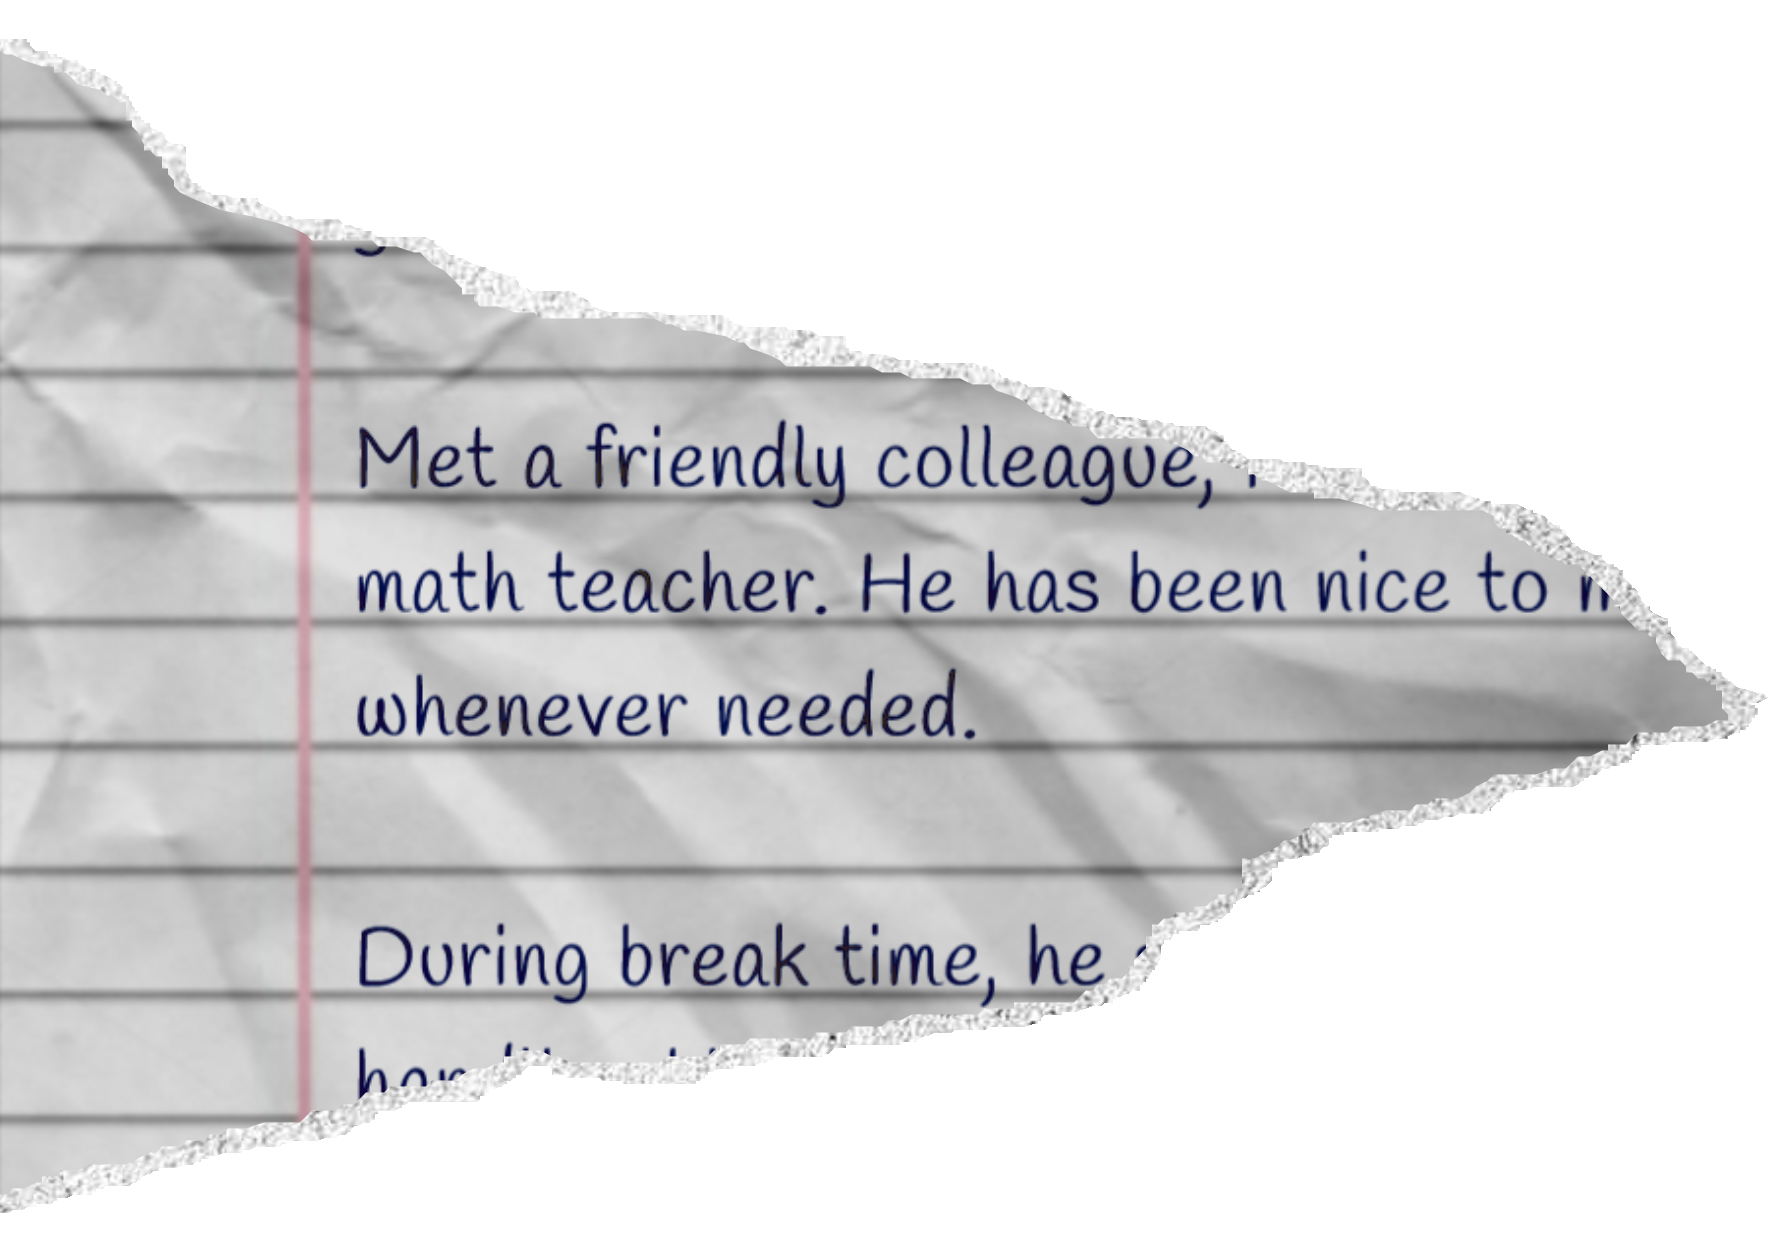 Met a friendly colleague,
math teacher. He has been nice to
whenever needed.
During break time, he